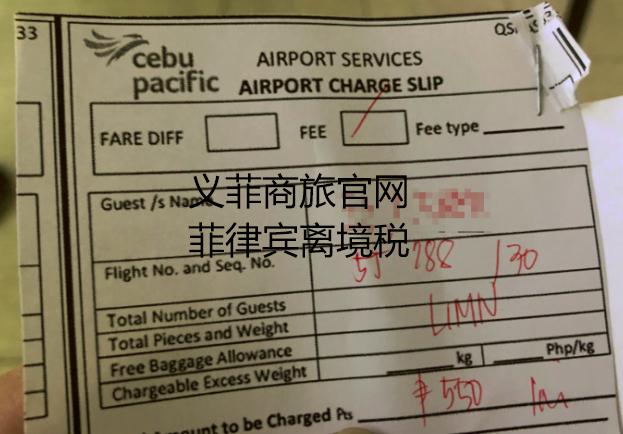 33
cebu
pacific
AIRPORT SERVICES
AIRPORT CHARGE SLIP
FARE DIFF
FEE
Fee type
Guest /s Name
义菲商旅官网
菲律宾离境税
Flight No. and Seq. No.
5J 788 / 30
Total Number of Guests
Total Pieces and Weight
Free Baggage Allowance
kg
Php/kg
Chargeable Excess Weight
₱550
Amount to be Charged Pts